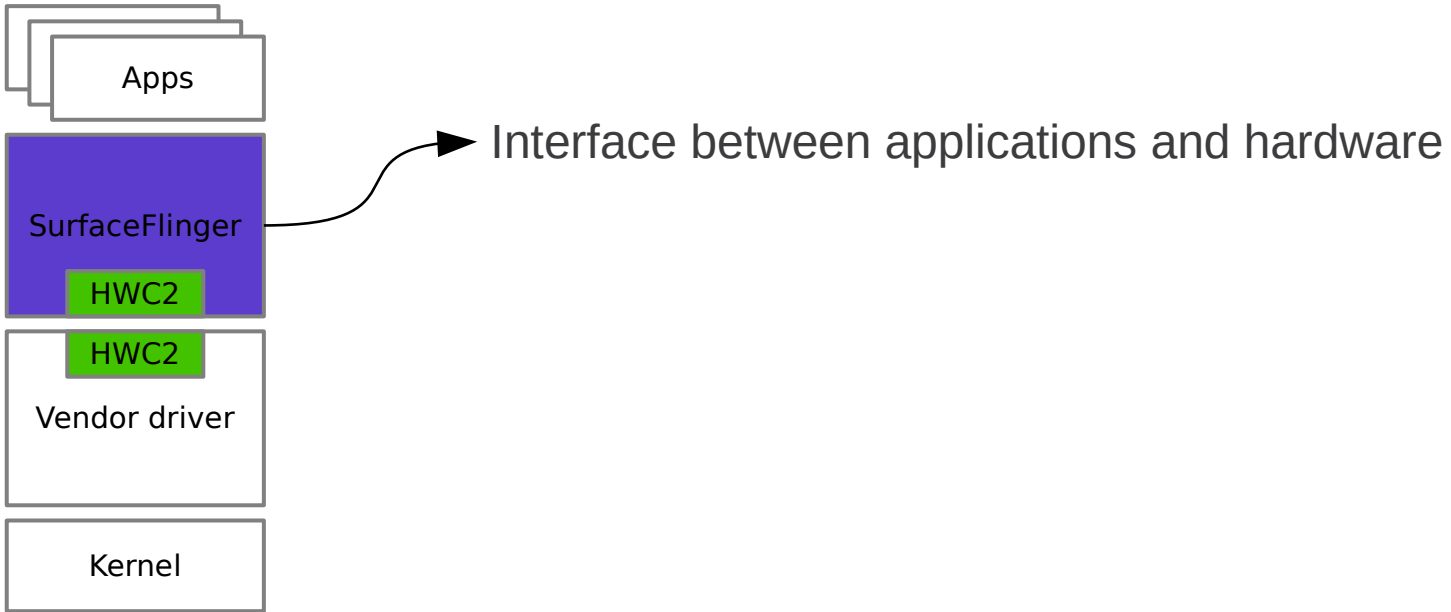 Apps
Interface between applications and hardware
SurfaceFlinger
HWC2
HWC2
Vendor driver
Kernel